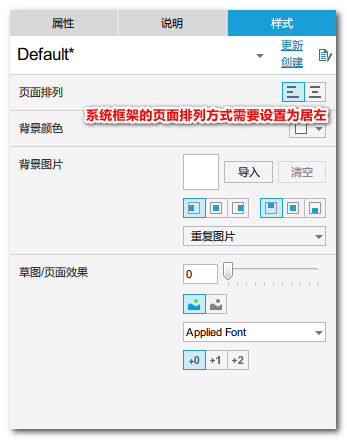 属性 说明 样式
Default* 更新
创建
页面排列
系统框架的页面排列方式需要设置为居左
背景颜色
背景图片 导入 清空
重复图片
草图/页面效果 0
Applied Font
+0 +1 +2